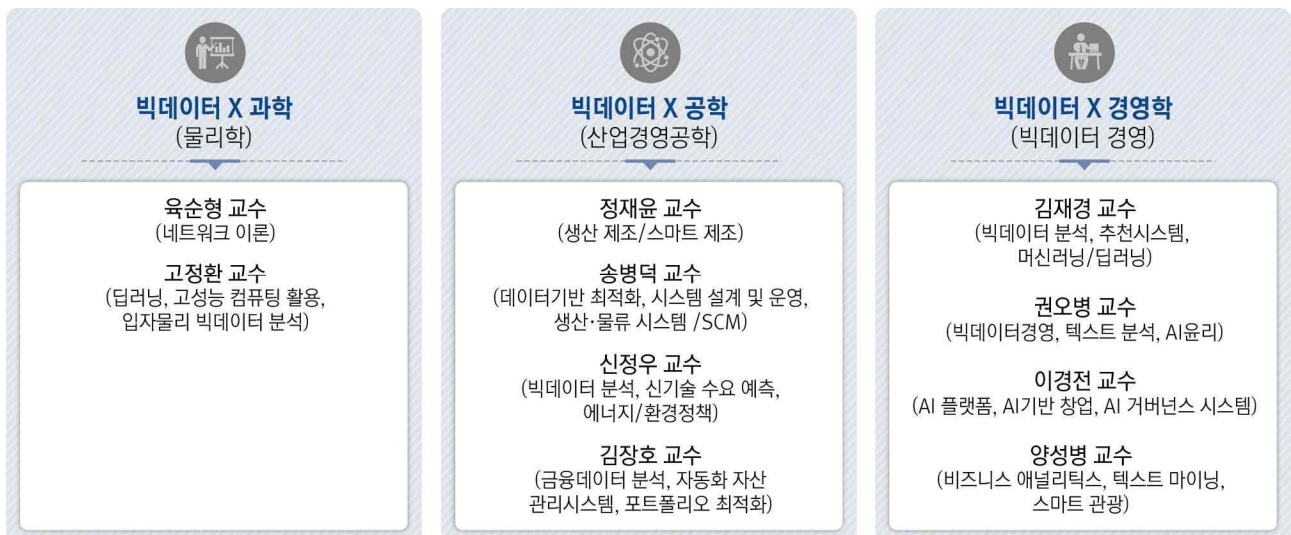 빅데이터 X 과학
(물리학)
육순형 교수
(네트워크 이론)
고정환 교수
(딥러닝, 고성능 컴퓨팅 활용,
입자물리 빅데이터 분석)
빅데이터 X 공학
(산업경영공학)
정재윤 교수
(생산 제조/스마트 제조)
송병덕 교수
(데이터기반 최적화, 시스템 설계 및 운영,
생산·물류 시스템 /SCM)
신정우 교수
(빅데이터 분석, 신기술 수요 예측,
에너지/환경정책)
김장호 교수
(금융데이터 분석, 자동화 자산
관리시스템, 포트폴리오 최적화)
빅데이터 X 경영학
(빅데이터 경영)
김재경 교수
(빅데이터 분석, 추천시스템,
머신러닝/딥러닝)
권오병 교수
(빅데이터경영, 텍스트 분석, AI윤리)
이경전 교수
(AI 플랫폼, AI기반 창업, AI 거버넌스 시스템)
양성병 교수
(비즈니스 애널리틱스, 텍스트 마이닝,
스마트 관광)